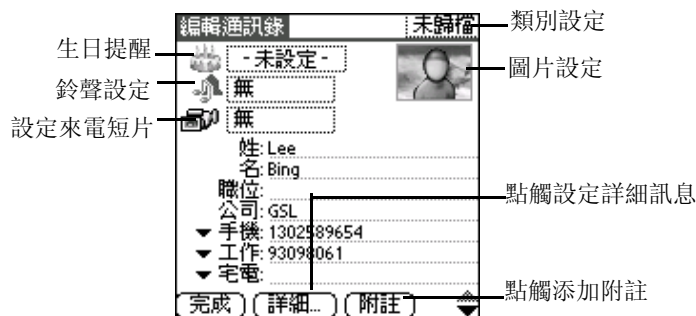 編輯通訊錄 未歸檔 類別設定
生日提醒 -未設定-
圖片設定
鈴聲設定 無
設定來電短片 無
姓: Lee
名: Bing
職位:
點觸設定詳細訊息
公司: GSL
手機: 1302589654
工作: 93098061
宅電:
完成 詳細... 附註 點觸添加附註